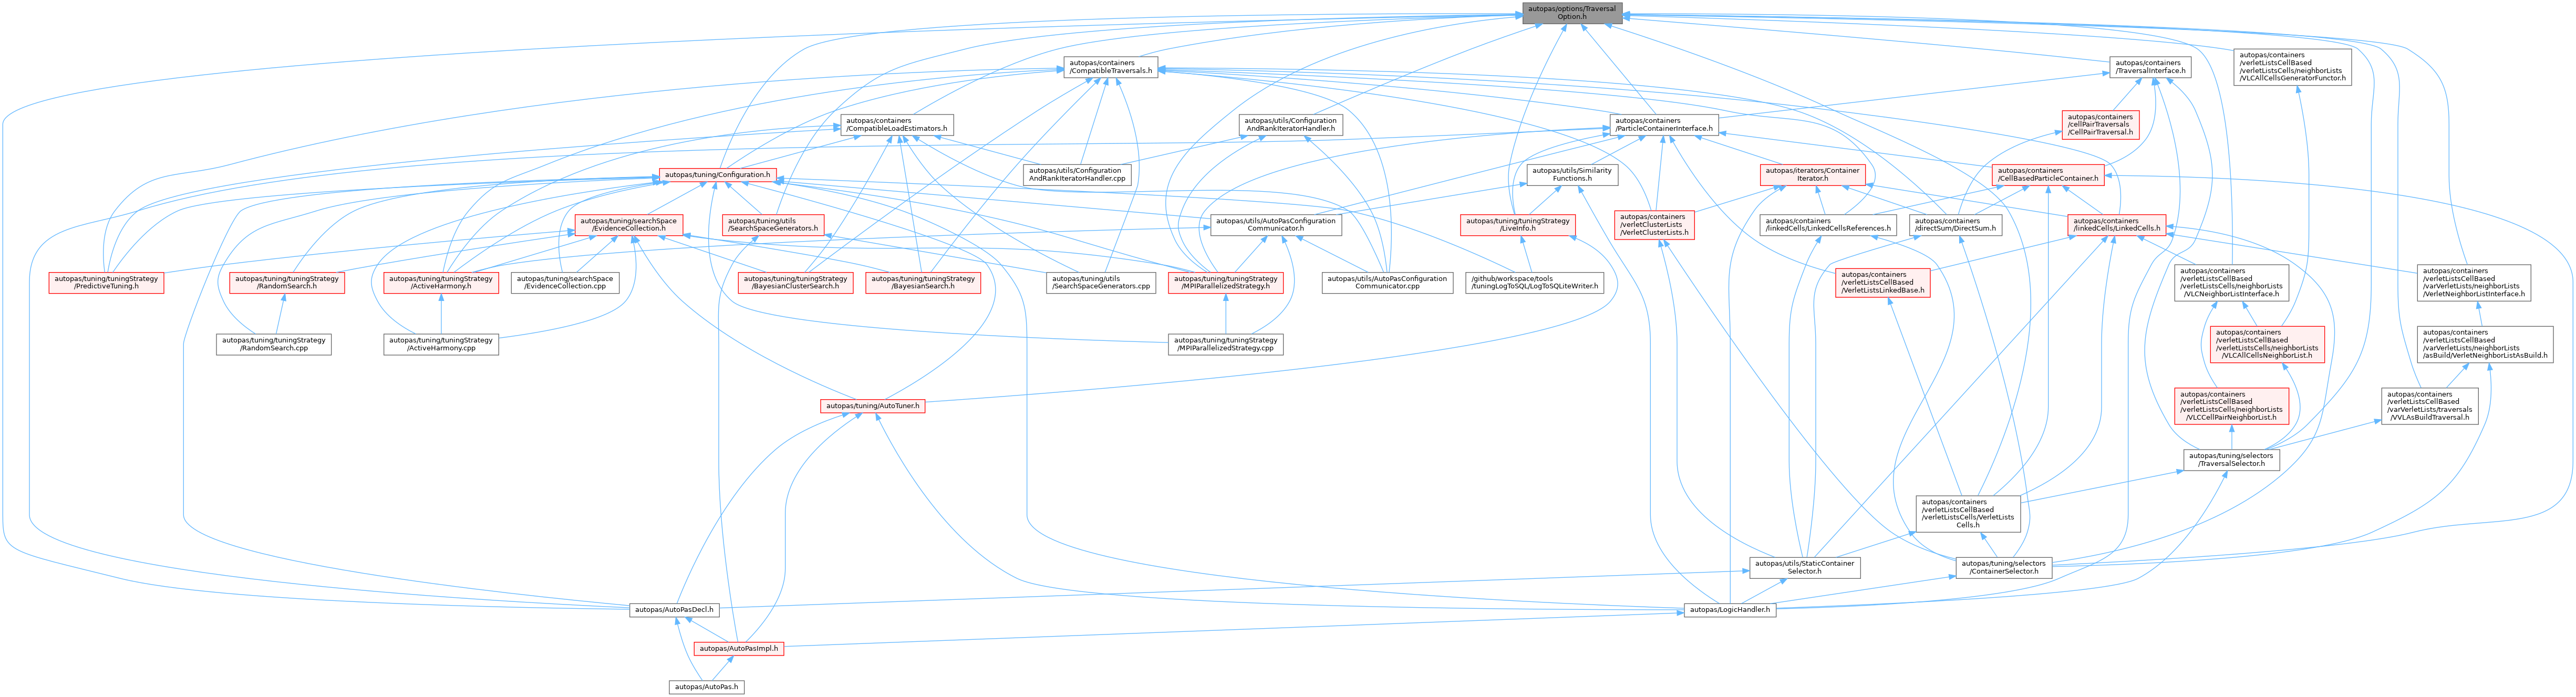 autopas/options/Traversal
Option.h
autopas/containers
/CompatibleTraversals.h
autopas/containers
/TraversalInterface.h
autopas/containers
/verletListsCellBased
/verletListsCells/neighborLists
/VLCAllCellsGeneratorFunctor.h
autopas/containers
/CompatibleLoadEstimators.h
autopas/utils/Configuration
AndRankIteratorHandler.h
autopas/containers
/ParticleContainerInterface.h
autopas/containers
/cellPairTraversals
/CellPairTraversal.h
autopas/tuning/Configuration.h
autopas/utils/Configuration
AndRankIteratorHandler.cpp
autopas/utils/Similarity
Functions.h
autopas/iterators/Container
Iterator.h
autopas/containers
/CellBasedParticleContainer.h
autopas/tuning/searchSpace
/EvidenceCollection.h
autopas/tuning/utils
/SearchSpaceGenerators.h
autopas/utils/AutoPasConfiguration
Communicator.h
autopas/tuning/tuningStrategy
/LiveInfo.h
autopas/containers
/verletClusterLists
/VerletClusterLists.h
autopas/containers
/linkedCells/LinkedCellsReferences.h
autopas/containers
/directSum/DirectSum.h
autopas/containers
/linkedCells/LinkedCells.h
autopas/tuning/tuningStrategy
/PredictiveTuning.h
autopas/tuning/tuningStrategy
/RandomSearch.h
autopas/tuning/tuningStrategy
/ActiveHarmony.h
autopas/tuning/searchSpace
/EvidenceCollection.cpp
autopas/tuning/tuningStrategy
/BayesianClusterSearch.h
autopas/tuning/tuningStrategy
/BayesianSearch.h
autopas/tuning/utils
/SearchSpaceGenerators.cpp
autopas/tuning/tuningStrategy
/MPIParallelizedStrategy.h
autopas/utils/AutoPasConfiguration
Communicator.cpp
/github/workspace/tools
/tuningLogToSQL/LogToSQLiteWriter.h
autopas/containers
/verletListsCellBased
/VerletListsLinkedBase.h
autopas/containers
/verletListsCellBased
/verletListsCells/neighborLists
/VLCNeighborListInterface.h
autopas/containers
/verletListsCellBased
/varVerletLists/neighborLists
/VerletNeighborListInterface.h
autopas/tuning/tuningStrategy
/RandomSearch.cpp
autopas/tuning/tuningStrategy
/ActiveHarmony.cpp
autopas/tuning/tuningStrategy
/MPIParallelizedStrategy.cpp
autopas/containers
/verletListsCellBased
/verletListsCells/neighborLists
/VLCAllCellsNeighborList.h
autopas/containers
/verletListsCellBased
/varVerletLists/neighborLists
/asBuild/VerletNeighborListAsBuild.h
autopas/tuning/AutoTuner.h
autopas/containers
/verletListsCellBased
/verletListsCells/neighborLists
/VLCCellPairNeighborList.h
autopas/containers
/verletListsCellBased
/varVerletLists/traversals
/VVLAsBuildTraversal.h
autopas/tuning/selectors
/TraversalSelector.h
autopas/containers
/verletListsCellBased
/verletListsCells/VerletLists
Cells.h
autopas/utils/StaticContainer
Selector.h
autopas/tuning/selectors
/ContainerSelector.h
autopas/AutoPasDecl.h
autopas/LogicHandler.h
autopas/AutoPasImpl.h
autopas/AutoPas.h